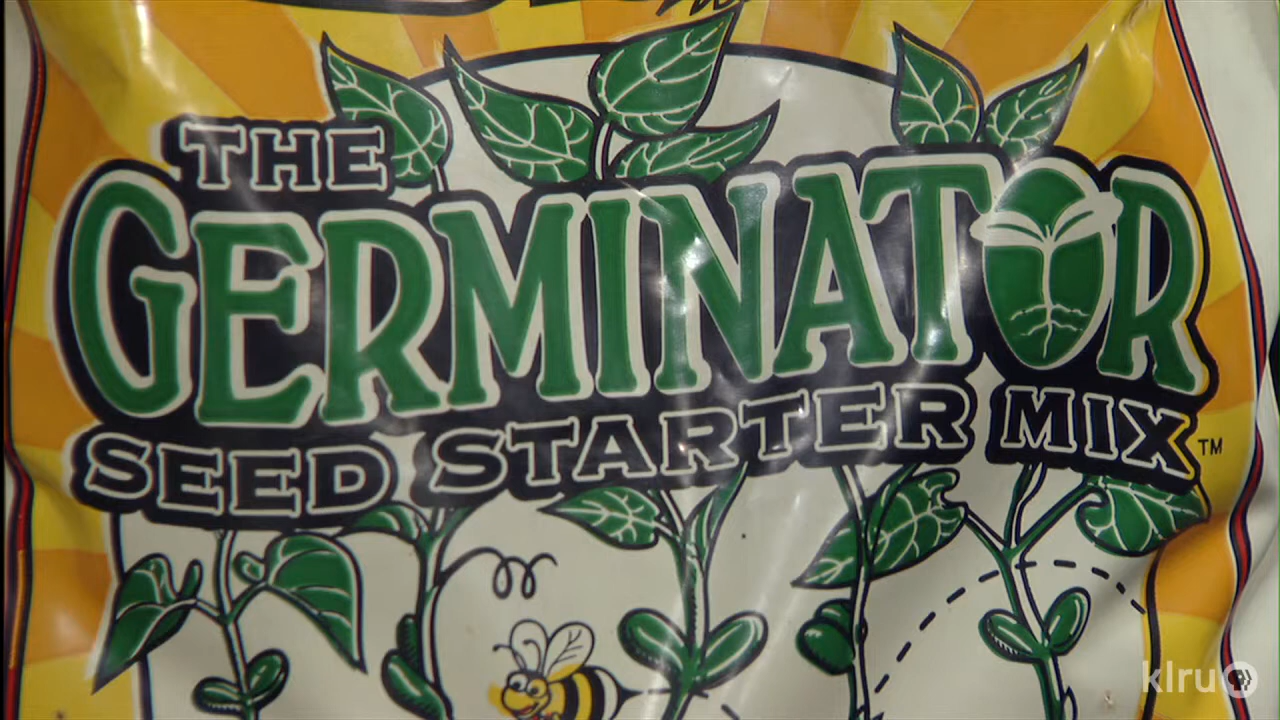 THE
GERMINATOR
SEED STARTER MIX™
klru